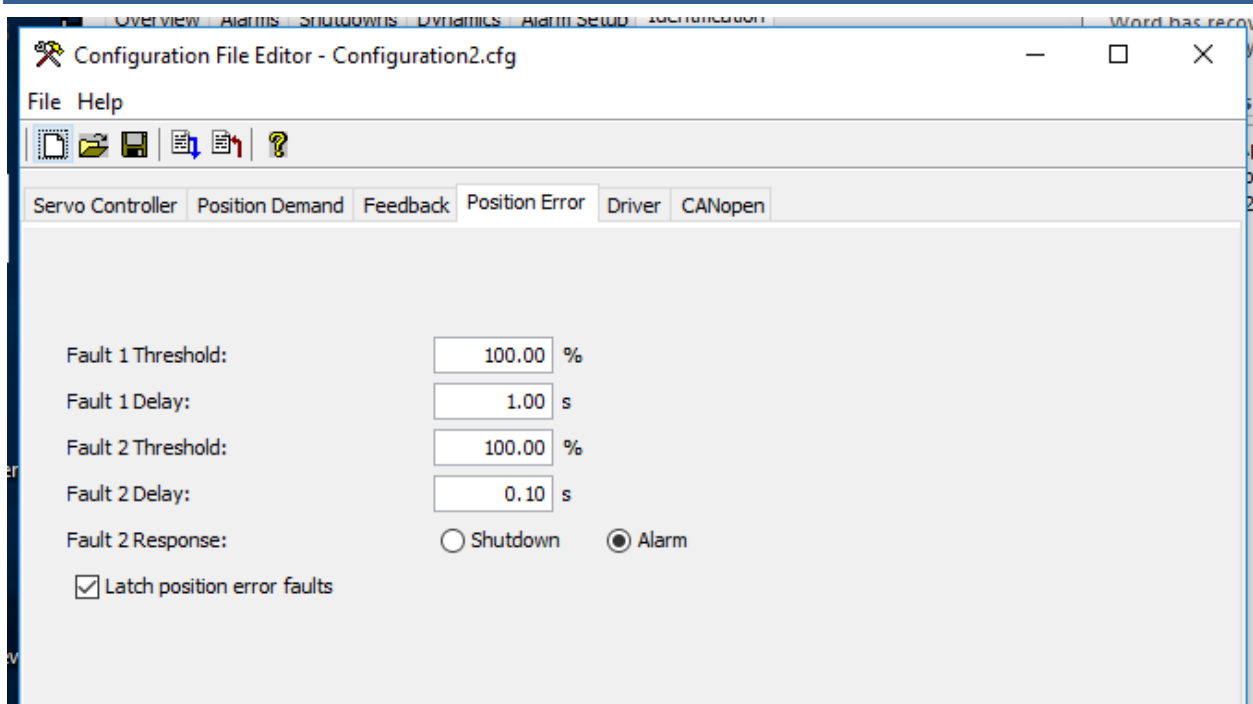 Overview Alarms Shutdowns Dynamics Alarm Setup Identification
Word has recov
Configuration File Editor - Configuration2.cfg
File Help
Servo Controller Position Demand Feedback Position Error Driver CANopen
Fault 1 Threshold: 100.00 %
Fault 1 Delay: 1.00 s
Fault 2 Threshold: 100.00 %
Fault 2 Delay: 0.10 s
Fault 2 Response: Shutdown Alarm
Latch position error faults